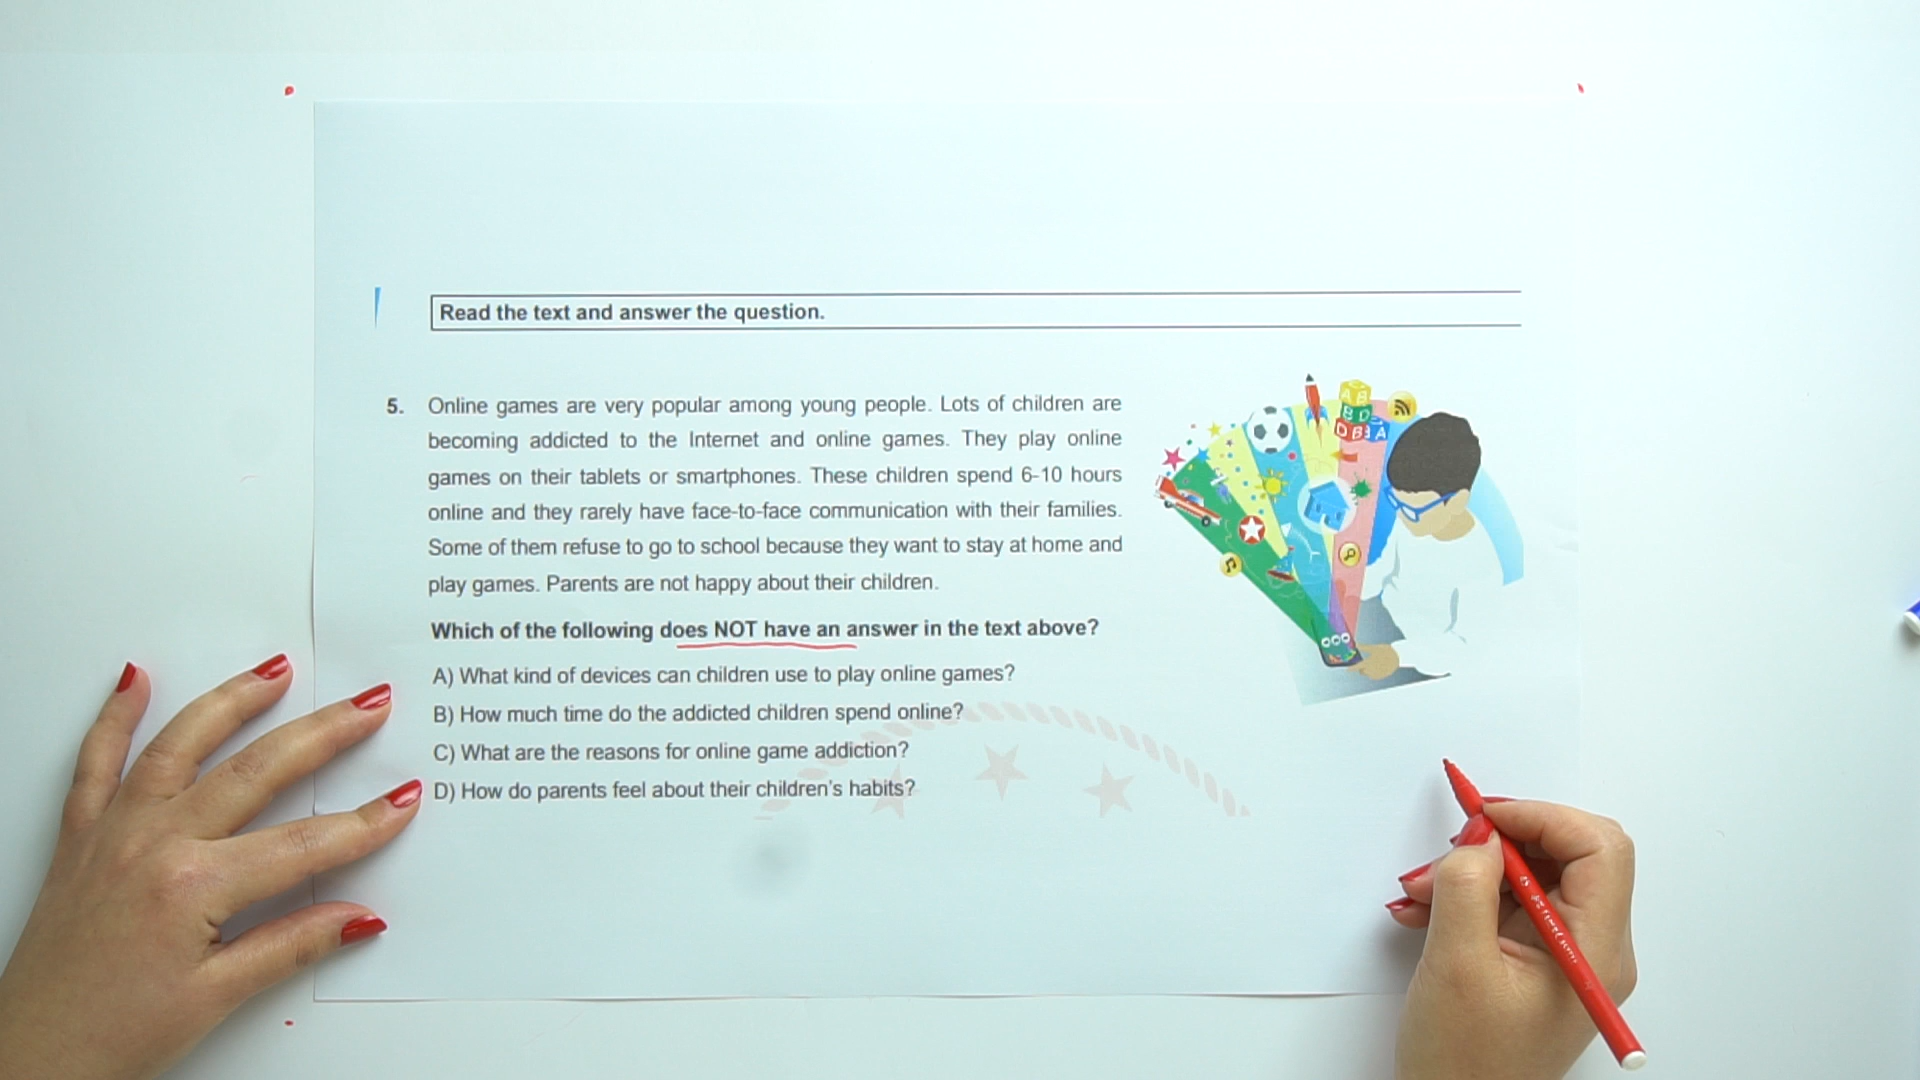 Read the text and answer the question.
5. Online games are very popular among young people. Lots of children are
becoming addicted to the Internet and online games. They play online
games on their tablets or smartphones. These children spend 6-10 hours
online and they rarely have face-to-face communication with their families.
Some of them refuse to go to school because they want to stay at home and
play games. Parents are not happy about their children.
Which of the following does NOT have an answer in the text above?
A) What kind of devices can children use to play online games?
B) How much time do the addicted children spend online?
C) What are the reasons for online game addiction?
D) How do parents feel about their children's habits?